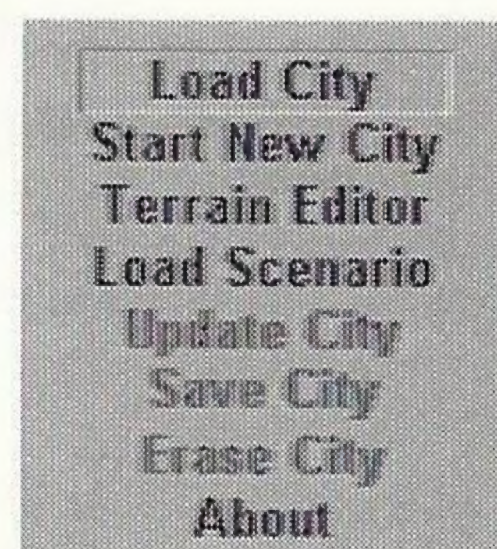 Load City
Start New City
Terrain Editor
Load Scenario
Update City
Save City
Erase City
About